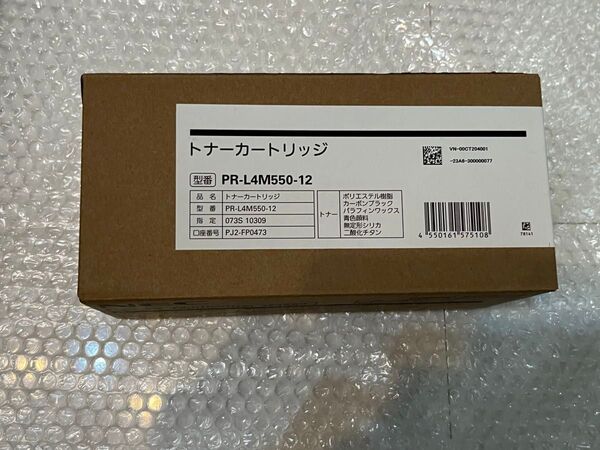 トナーカートリッジ
型番 PR-L4M550-12
品名 トナーカートリッジ
型番 PR-L4M550-12
指定 073S 10309
口座番号 PJ2-FP0473
トナー
ポリエステル樹脂
カーボンブラック
パラフィンワックス
青色顔料
無定形シリカ
二酸化チタン
VN-00CT204001
-23A8-300000077
4 550161 575108
78141